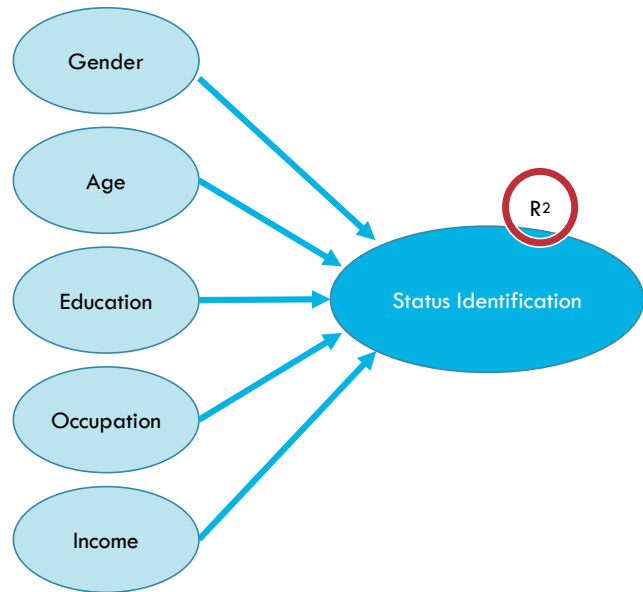 Gender
Age
R2
Education
Status Identification
Occupation
Income